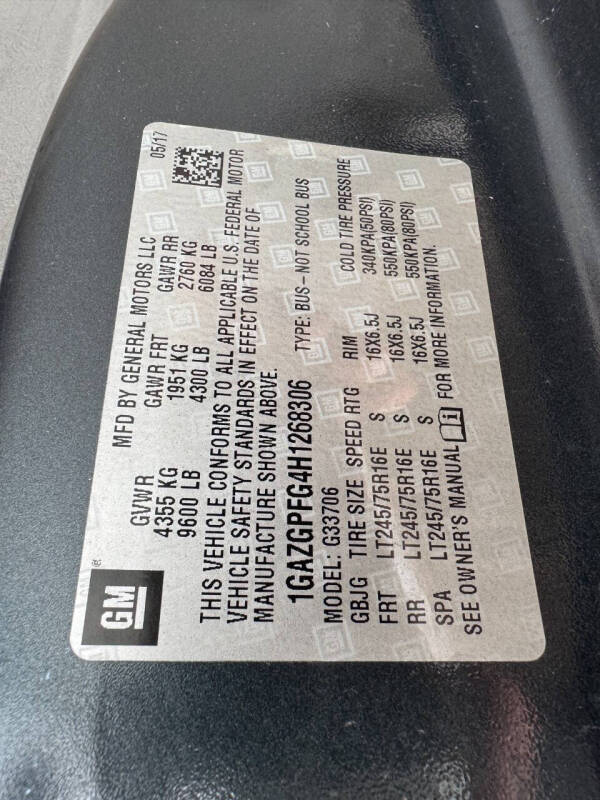 GM
®
MFD BY GENERAL MOTORS LLC 05/17
GVWR GAWR FRT GAWR RR
4355 KG 1951 KG 2760 KG
9600 LB 4300 LB 6084 LB
THIS VEHICLE CONFORMS TO ALL APPLICABLE U.S. FEDERAL MOTOR
VEHICLE SAFETY STANDARDS IN EFFECT ON THE DATE OF
MANUFACTURE SHOWN ABOVE.
1GAZGPFG4H1268306 TYPE: BUS–NOT SCHOOL BUS
MODEL: G33706
GBJG TIRE SIZE SPEED RTG RIM COLD TIRE PRESSURE
FRT LT245/75R16E S 16X6.5J 340KPA(50PSI)
RR LT245/75R16E S 16X6.5J 550KPA(80PSI)
SPA LT245/75R16E S 16X6.5J 550KPA(80PSI)
SEE OWNER'S MANUAL i FOR MORE INFORMATION.